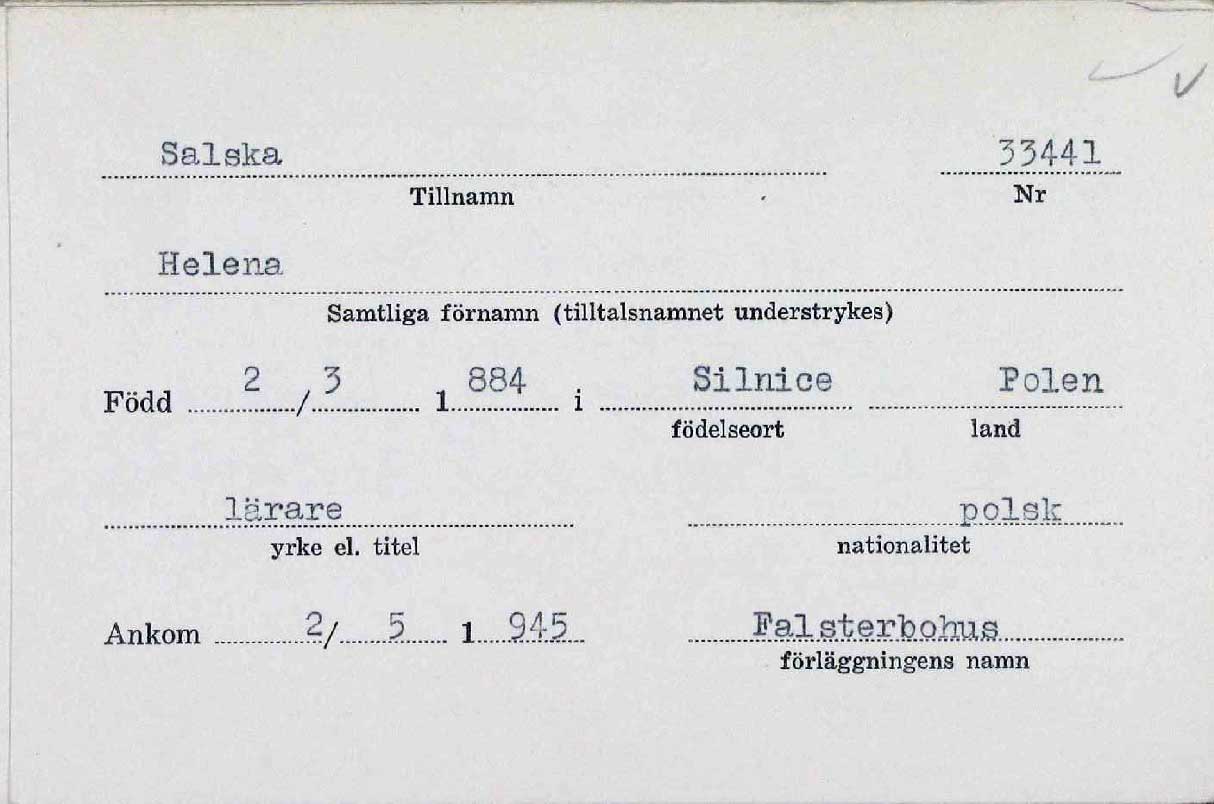 Salska 33441
Tillnamn Nr
Helena
Samtliga förnamn (tilltalsnamnet understrykes)
Född 2/3 1884 i Silnice Polen
födelseort land
lärare polsk
yrke el. titel nationalitet
Ankom 2/5 1945 Falsterbohus
förläggningens namn